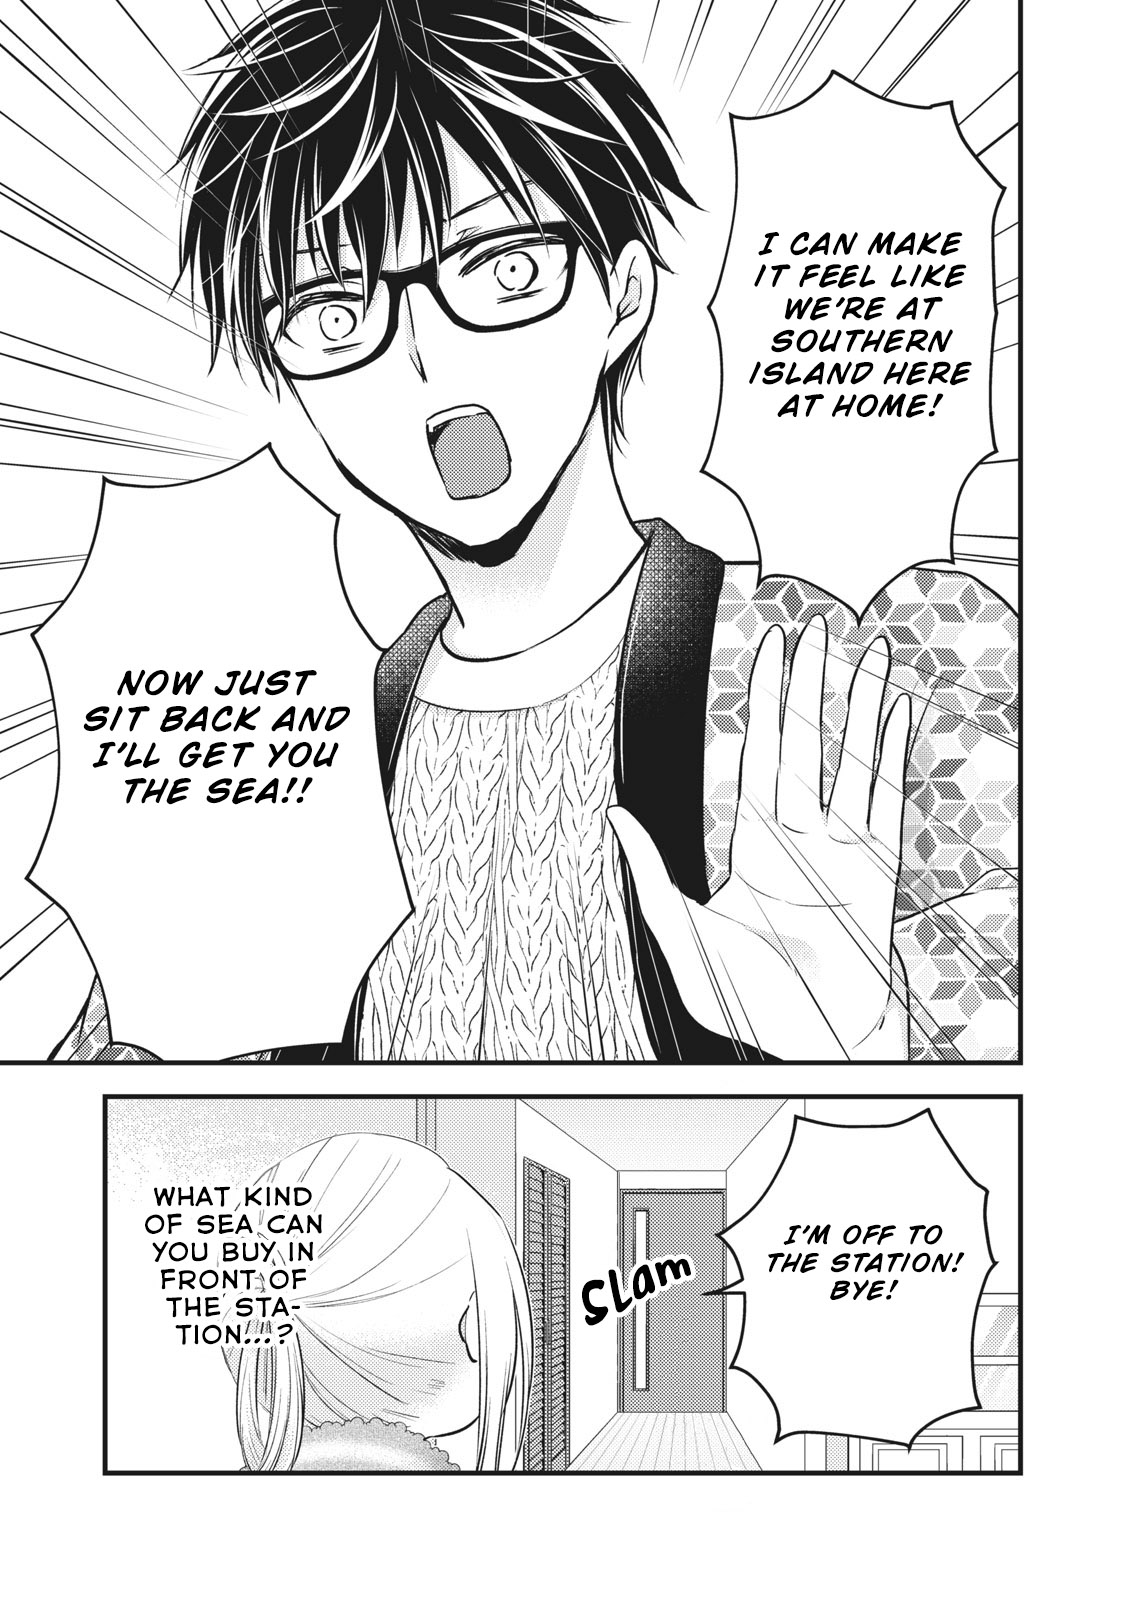 I CAN MAKE
IT FEEL LIKE
WE'RE AT
SOUTHERN
ISLAND HERE
AT HOME!
NOW JUST
SIT BACK AND
I'LL GET YOU
THE SEA!!
I'M OFF TO
THE STATION!
BYE!
SLam
WHAT KIND
OF SEA CAN
YOU BUY IN
FRONT OF
THE STA-
TION...?